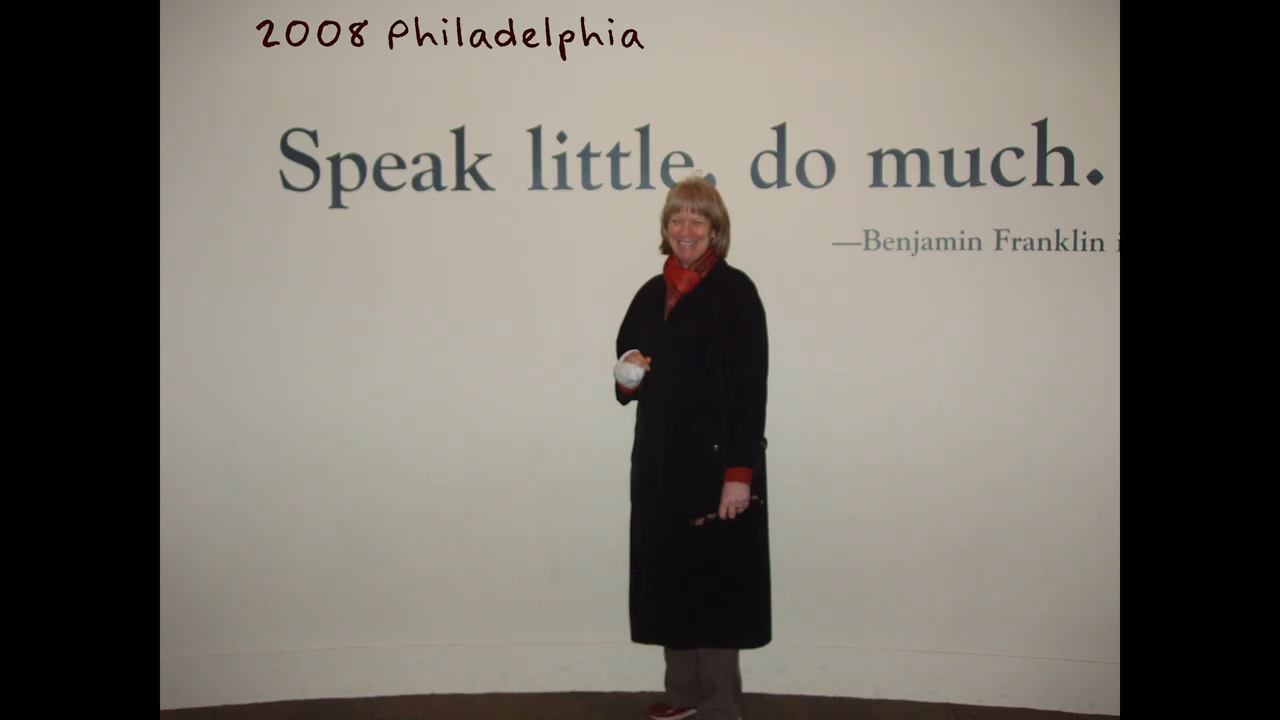 2008 Philadelphia
Speak little, do much.
—Benjamin Franklin